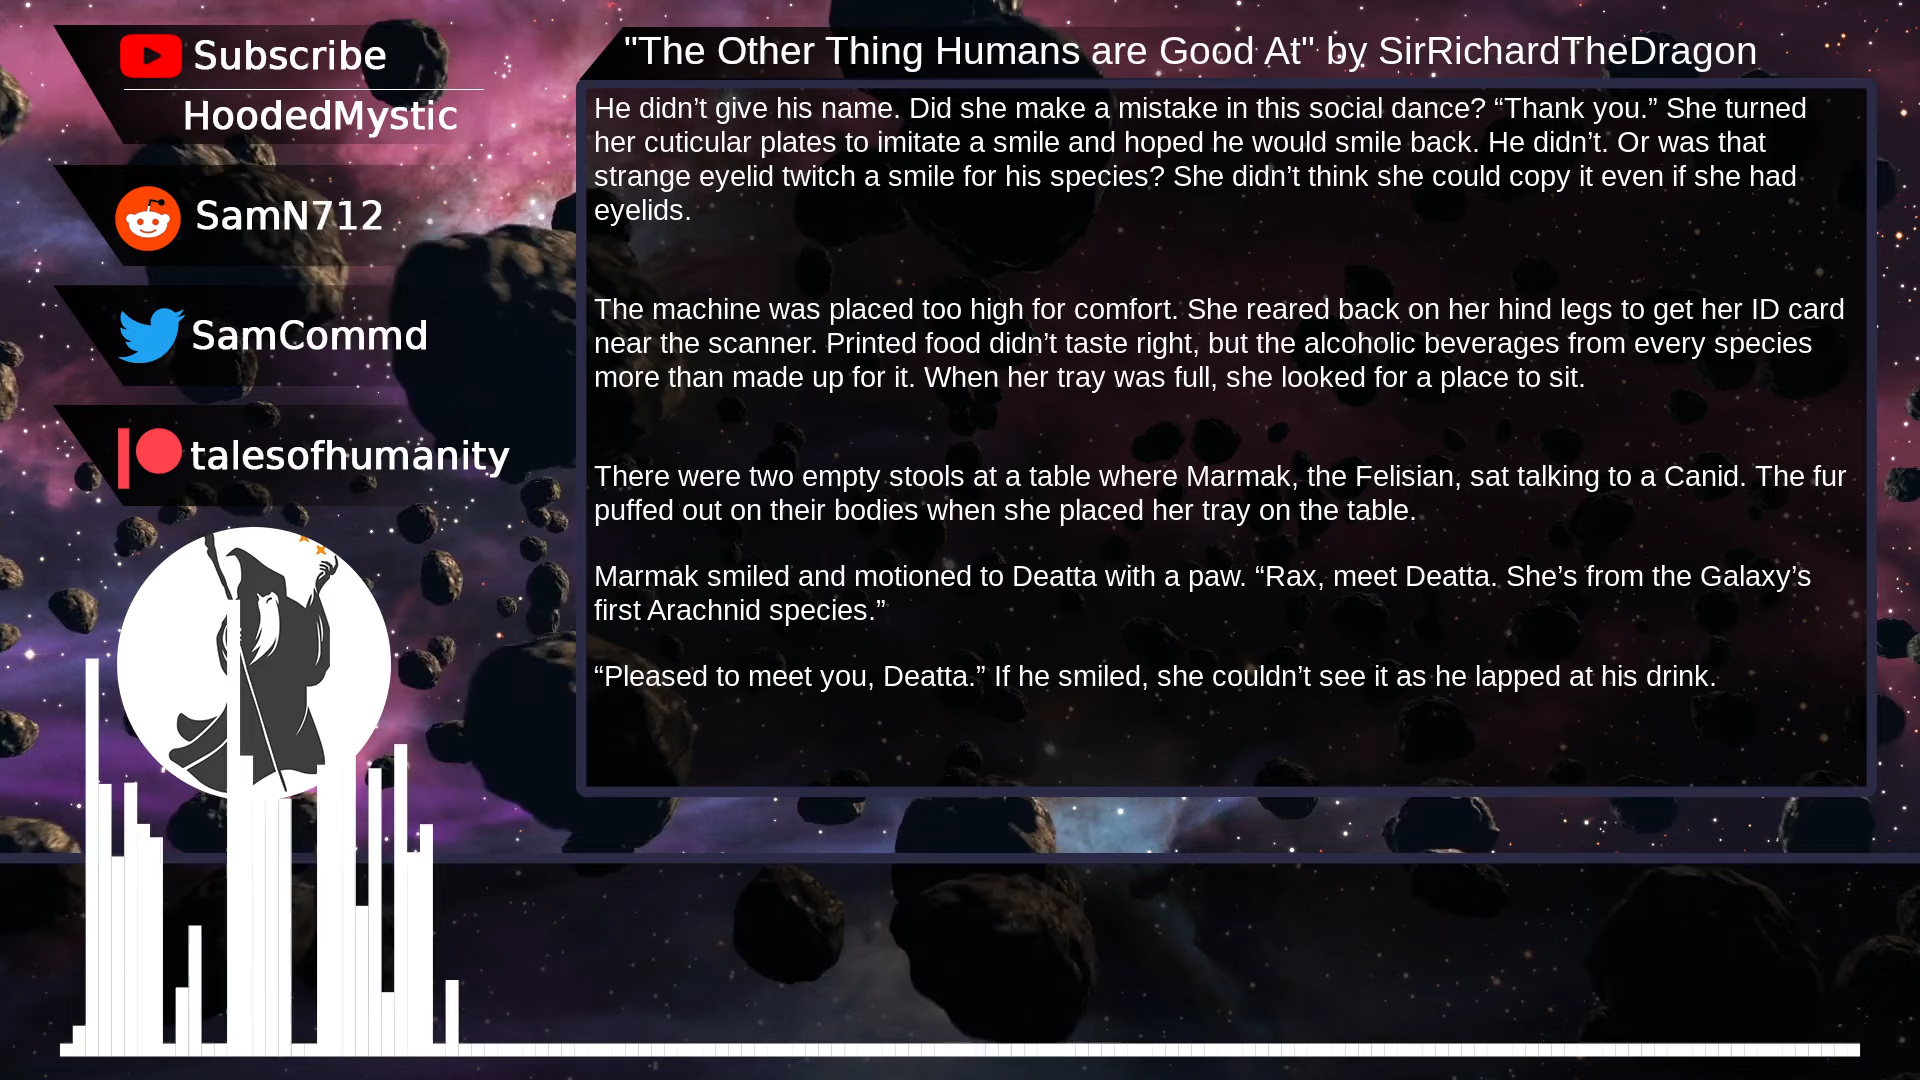 Subscribe
HoodedMystic
SamN712
SamCommd
talesofhumanity
"The Other Thing Humans are Good At" by SirRichardTheDragon
He didn’t give his name. Did she make a mistake in this social dance? “Thank you.” She turned
her cuticular plates to imitate a smile and hoped he would smile back. He didn’t. Or was that
strange eyelid twitch a smile for his species? She didn’t think she could copy it even if she had
eyelids.
The machine was placed too high for comfort. She reared back on her hind legs to get her ID card
near the scanner. Printed food didn’t taste right, but the alcoholic beverages from every species
more than made up for it. When her tray was full, she looked for a place to sit.
There were two empty stools at a table where Marmak, the Felisian, sat talking to a Canid. The fur
puffed out on their bodies when she placed her tray on the table.
Marmak smiled and motioned to Deatta with a paw. “Rax, meet Deatta. She’s from the Galaxy’s
first Arachnid species.”
“Pleased to meet you, Deatta.” If he smiled, she couldn’t see it as he lapped at his drink.